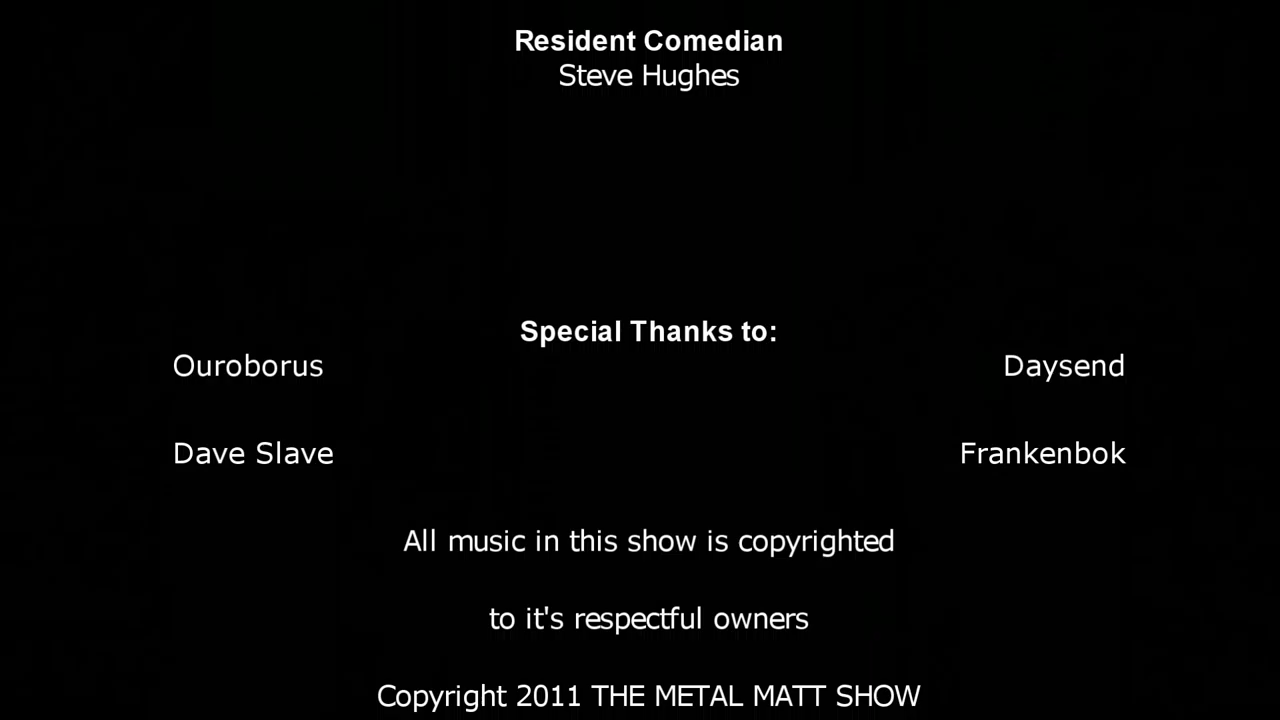 Resident Comedian
Steve Hughes
Special Thanks to:
Ouroborus Daysend
Dave Slave Frankenbok
All music in this show is copyrighted
to it's respectful owners
Copyright 2011 THE METAL MATT SHOW